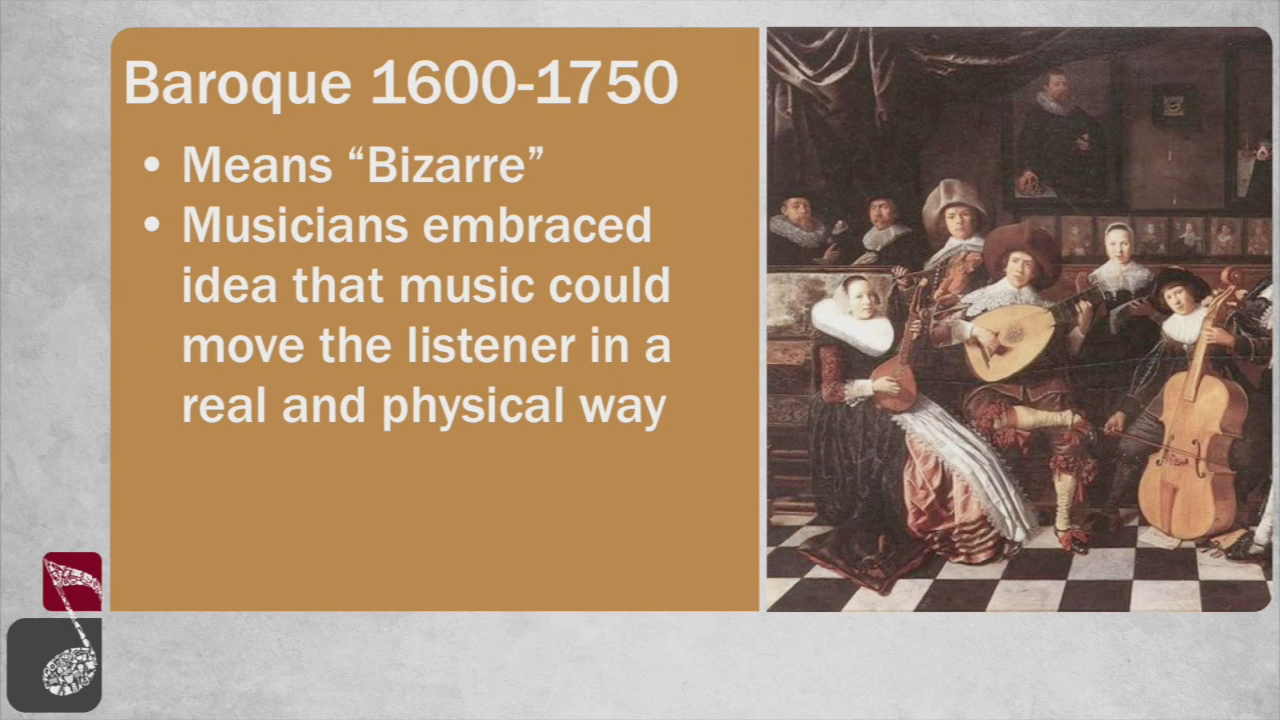 Baroque 1600-1750
• Means “Bizarre”
• Musicians embraced
idea that music could
move the listener in a
real and physical way